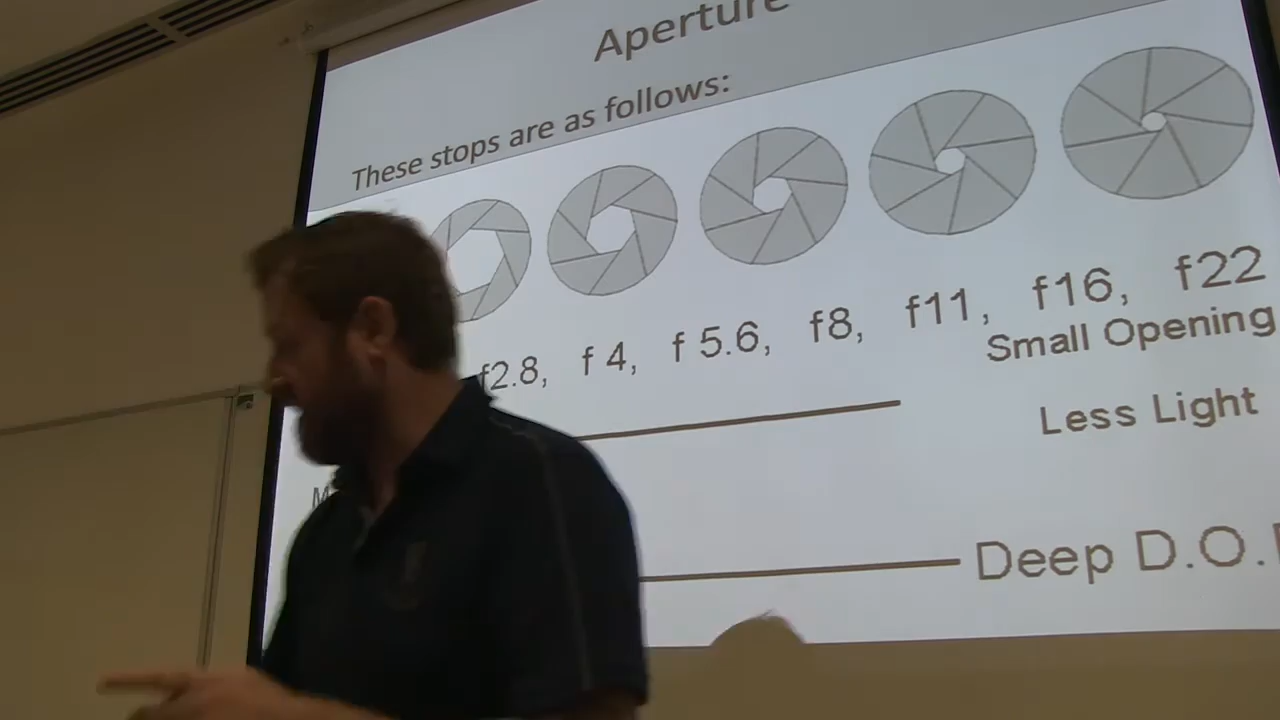 Aperture
These stops are as follows:
f2.8, f 4, f 5.6, f8, f11, f16, f22
Small Opening
Less Light
Deep D.O.